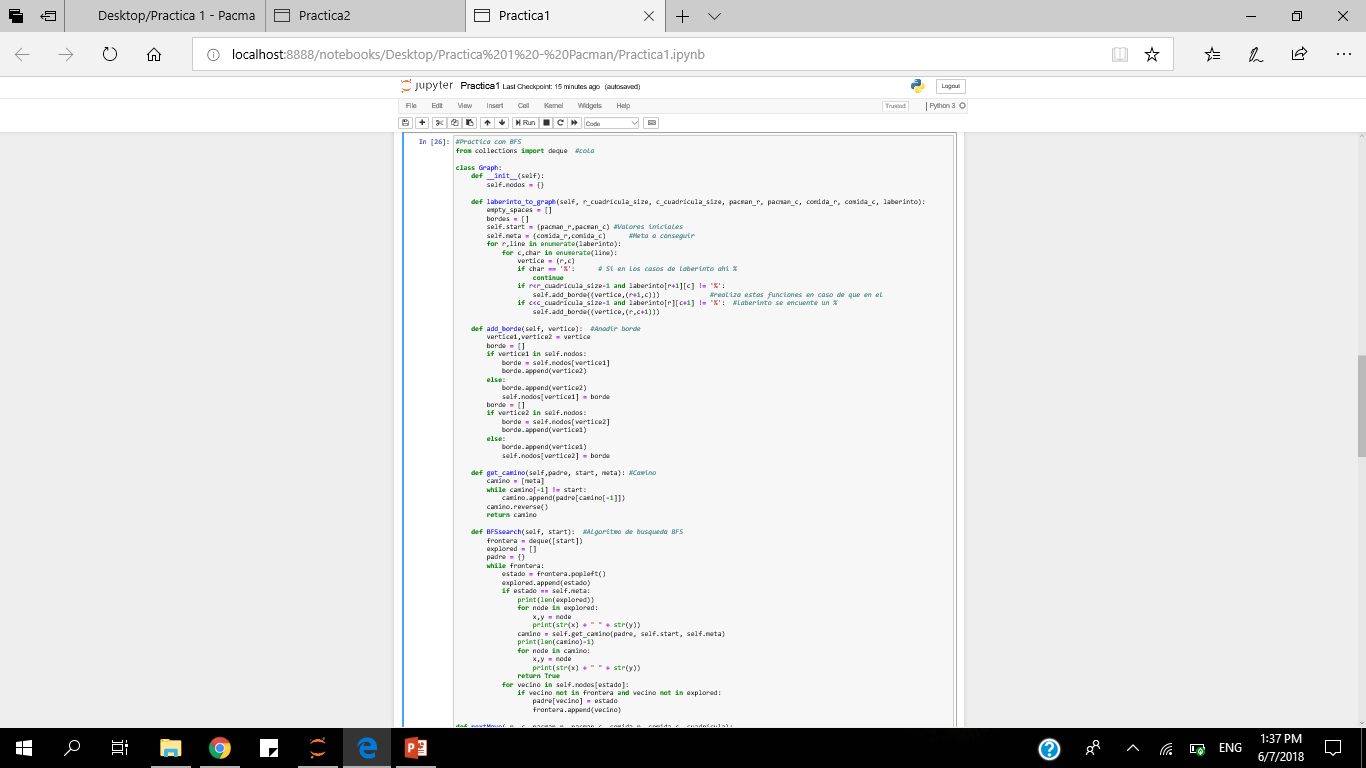 Desktop/Practica 1 - Pacma
Practica2
Practica1
localhost:8888/notebooks/Desktop/Practica%201%20-%20Pacman/Practica1.ipynb
jupyter Practica1 Last Checkpoint: 15 minutes ago (autosaved)
Logout
File Edit View Insert Cell Kernel Widgets Help
Trusted
Python 3
Run
Code
In [26]:
#Practica con BFS
from collections import deque #cola
class Graph:
def __init__(self):
self.nodos = {}
def laberinto_to_graph(self, r_cuadricula_size, c_cuadricula_size, pacman_r, pacman_c, comida_r, comida_c, laberinto):
empty_spaces = []
bordes = []
self.start = (pacman_r,pacman_c) #Valores iniciales
self.meta = (comida_r,comida_c) #Meta a conseguir
for r,line in enumerate(laberinto):
for c,char in enumerate(line):
vertice = (r,c)
if char == '%': # Si en los casos de laberinto ahi %
continue
if r<r_cuadricula_size-1 and laberinto[r+1][c] != '%':
self.add_borde((vertice,(r+1,c))) #realiza estas funciones en caso de que en el
if c<c_cuadricula_size-1 and laberinto[r][c+1] != '%': #laberinto se encuente un %
self.add_borde((vertice,(r,c+1)))
def add_borde(self, vertice): #Anadir borde
vertice1,vertice2 = vertice
borde = []
if vertice1 in self.nodos:
borde = self.nodos[vertice1]
borde.append(vertice2)
else:
borde.append(vertice2)
self.nodos[vertice1] = borde
borde = []
if vertice2 in self.nodos:
borde = self.nodos[vertice2]
borde.append(vertice1)
else:
borde.append(vertice1)
self.nodos[vertice2] = borde
def get_camino(self,padre, start, meta): #Camino
camino = [meta]
while camino[-1] != start:
camino.append(padre[camino[-1]])
camino.reverse()
return camino
def BFSsearch(self, start): #Algoritmo de busqueda BFS
frontera = deque([start])
explored = []
padre = {}
while frontera:
estado = frontera.popleft()
explored.append(estado)
if estado == self.meta:
print(len(explored))
for node in explored:
x,y = node
print(str(x) + " " + str(y))
camino = self.get_camino(padre, self.start, self.meta)
print(len(camino)-1)
for node in camino:
x,y = node
print(str(x) + " " + str(y))
return True
for vecino in self.nodos[estado]:
if vecino not in frontera and vecino not in explored:
padre[vecino] = estado
frontera.append(vecino)
def nextMove( r, c, pacman_r, pacman_c, comida_r, comida_c, cuadricula):
ENG
1:37 PM
6/7/2018